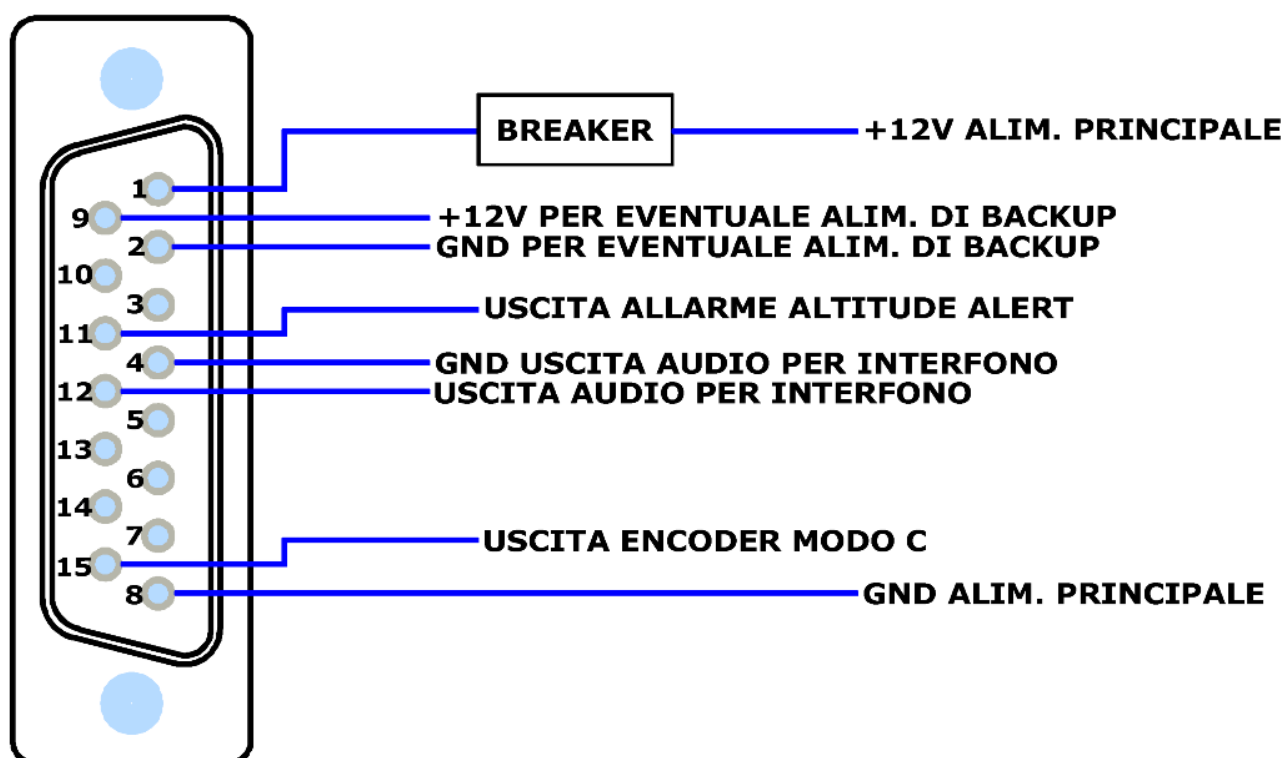 BREAKER
+12V ALIM. PRINCIPALE
1
9
+12V PER EVENTUALE ALIM. DI BACKUP
2
GND PER EVENTUALE ALIM. DI BACKUP
10
3
USCITA ALLARME ALTITUDE ALERT
11
4
GND USCITA AUDIO PER INTERFONO
12
USCITA AUDIO PER INTERFONO
5
13
6
14
7
USCITA ENCODER MODO C
15
8
GND ALIM. PRINCIPALE